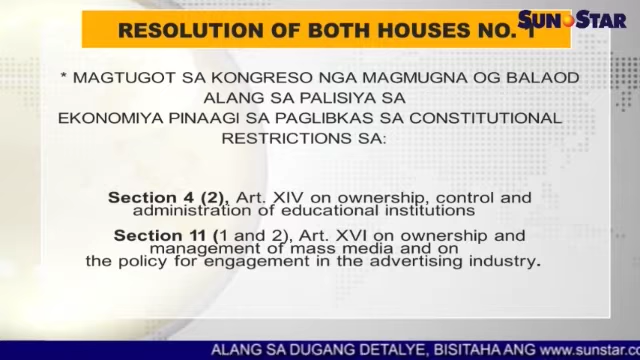 RESOLUTION OF BOTH HOUSES NO. 1
SUN STAR
* MAGTUGOT SA KONGRESO NGA MAGMUGNA OG BALAOD
ALANG SA PALISIYA SA
EKONOMIYA PINAAGI SA PAGLIBKAS SA CONSTITUTIONAL
RESTRICTIONS SA:
Section 4 (2), Art. XIV on ownership, control and
administration of educational institutions
Section 11 (1 and 2), Art. XVI on ownership and
management of mass media and on
the policy for engagement in the advertising industry.
ALANG SA DUGANG DETALYE, BISITAHA ANG www.sunstar.co